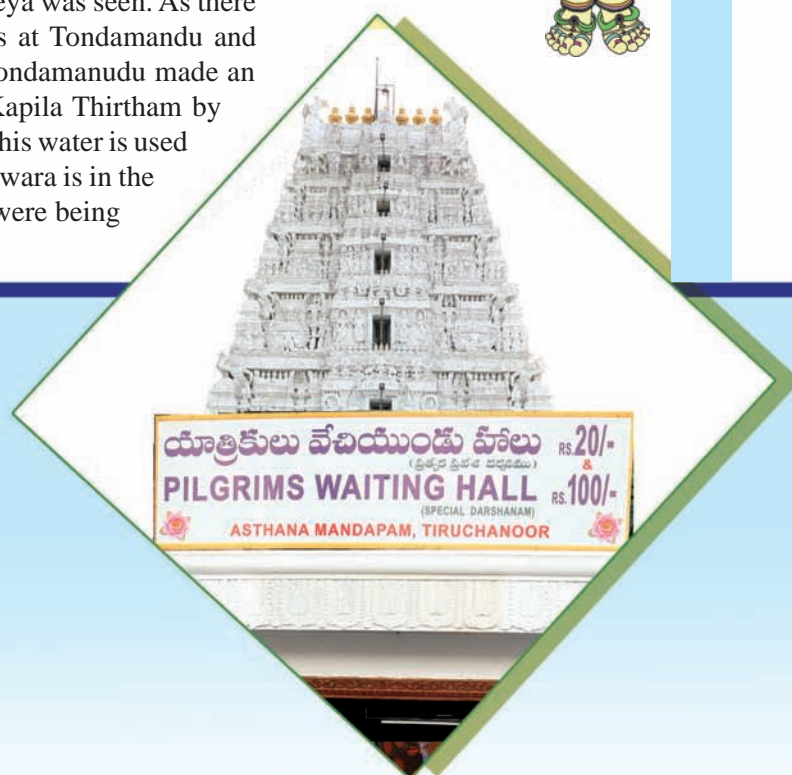 eya was seen. As there
s at Tondamandu and
ondamanudu made an
Kapila Thirtham by
his water is used
wara is in the
were being
యాత్రికులు వేచియుండు హాలు RS.20/-
&
PILGRIMS WAITING HALL RS.100/-
(SPECIAL DARSHANAM)
ASTHANA MANDAPAM, TIRUCHANOOR